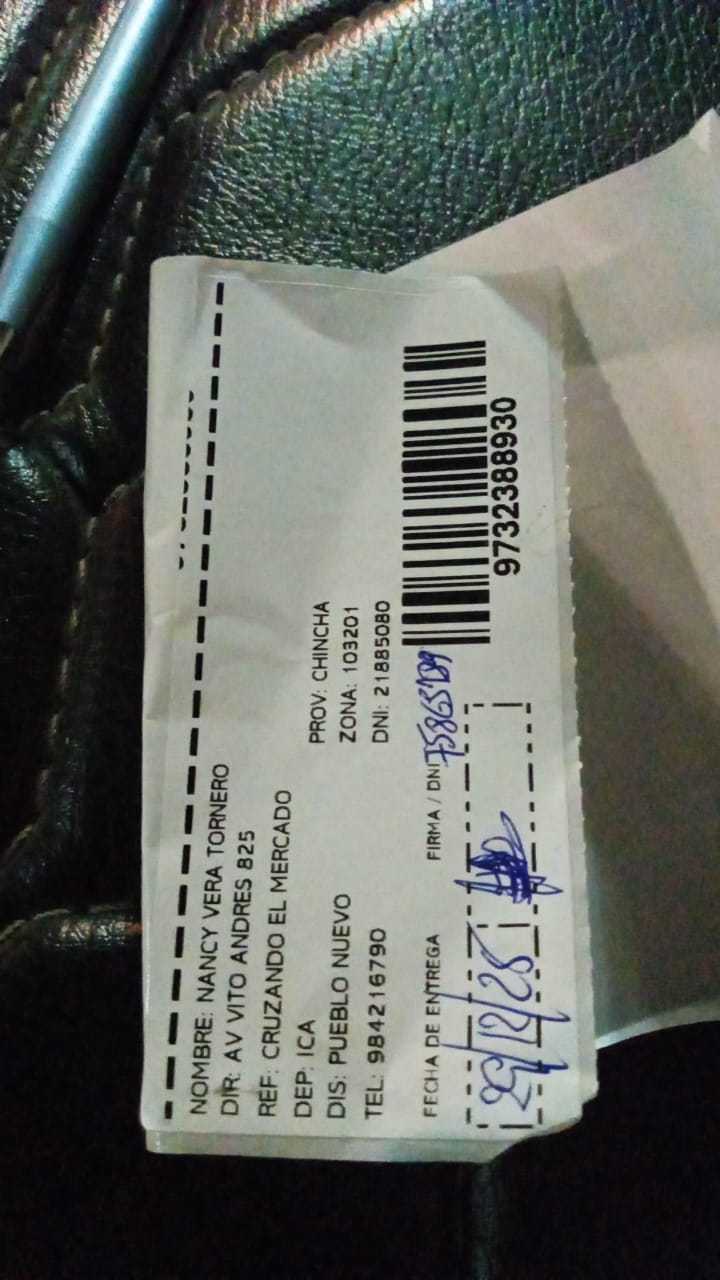 NOMBRE: NANCY VERA TORNERO
DIR: AV VITO ANDRES 825
REF: CRUZANDO EL MERCADO
DEP: ICA PROV: CHINCHA
DIS: PUEBLO NUEVO ZONA: 103201
TEL: 984216790 DNI: 21885080
FECHA DE ENTREGA FIRMA / DNI
9732388930